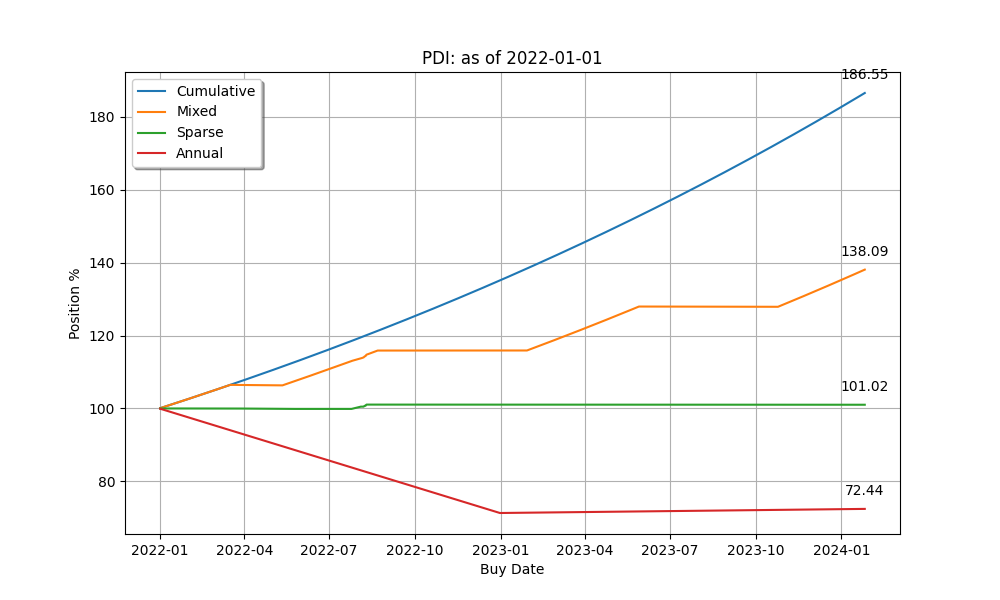 PDI: as of 2022-01-01
Cumulative
Mixed
Sparse
Annual
186.55
138.09
101.02
72.44
180
160
140
120
100
80
Position %
2022-01 2022-04 2022-07 2022-10 2023-01 2023-04 2023-07 2023-10 2024-01
Buy Date